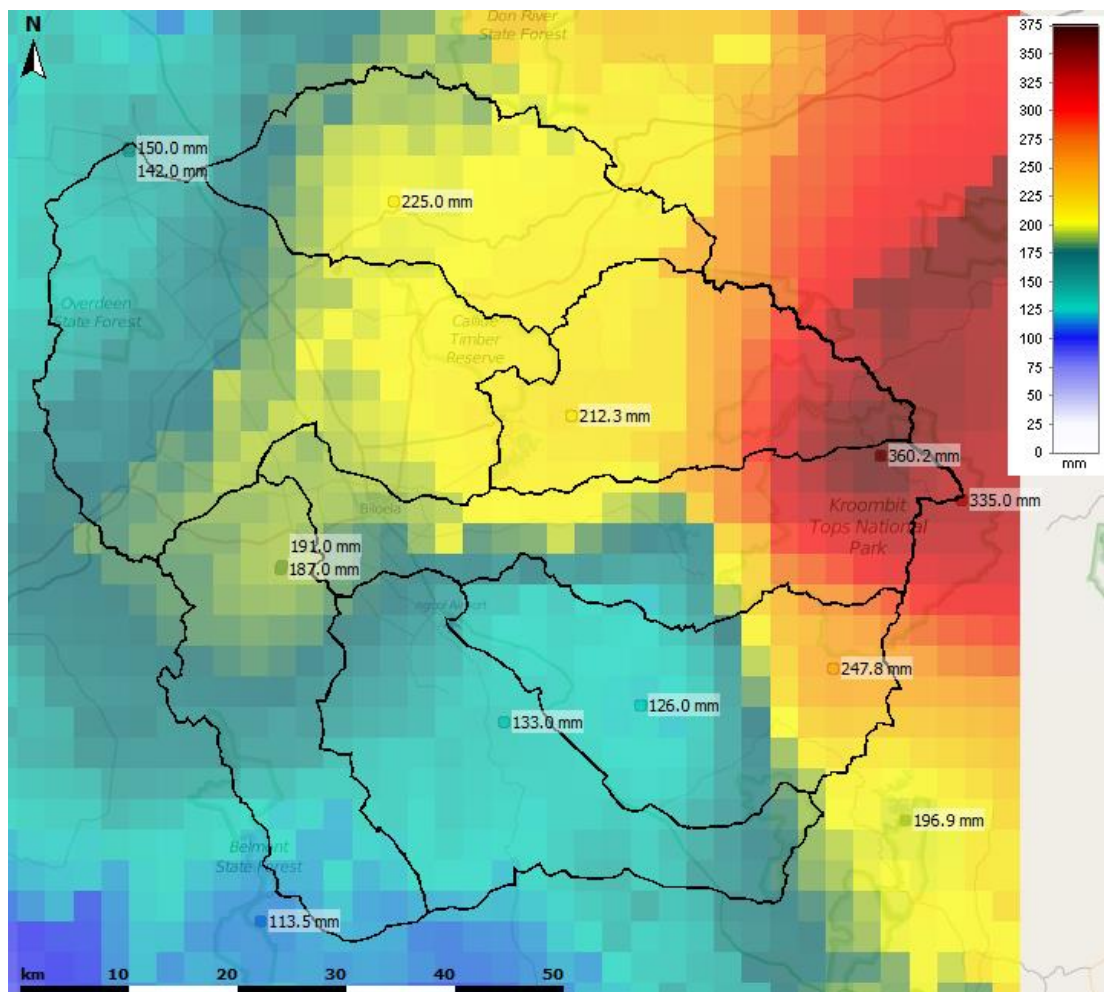 N
Don River
State Forest
375
350
325
300
275
250
225
200
175
150
125
100
75
50
25
0
mm
150.0 mm
142.0 mm
225.0 mm
Overdeen
State Forest
Callide
Timber
Reserve
212.3 mm
360.2 mm
335.0 mm
Kroombit
Tops National
Park
Biloela
191.0 mm
187.0 mm
Airport
247.8 mm
126.0 mm
133.0 mm
196.9 mm
Belmont
State Forest
113.5 mm
km 10 20 30 40 50